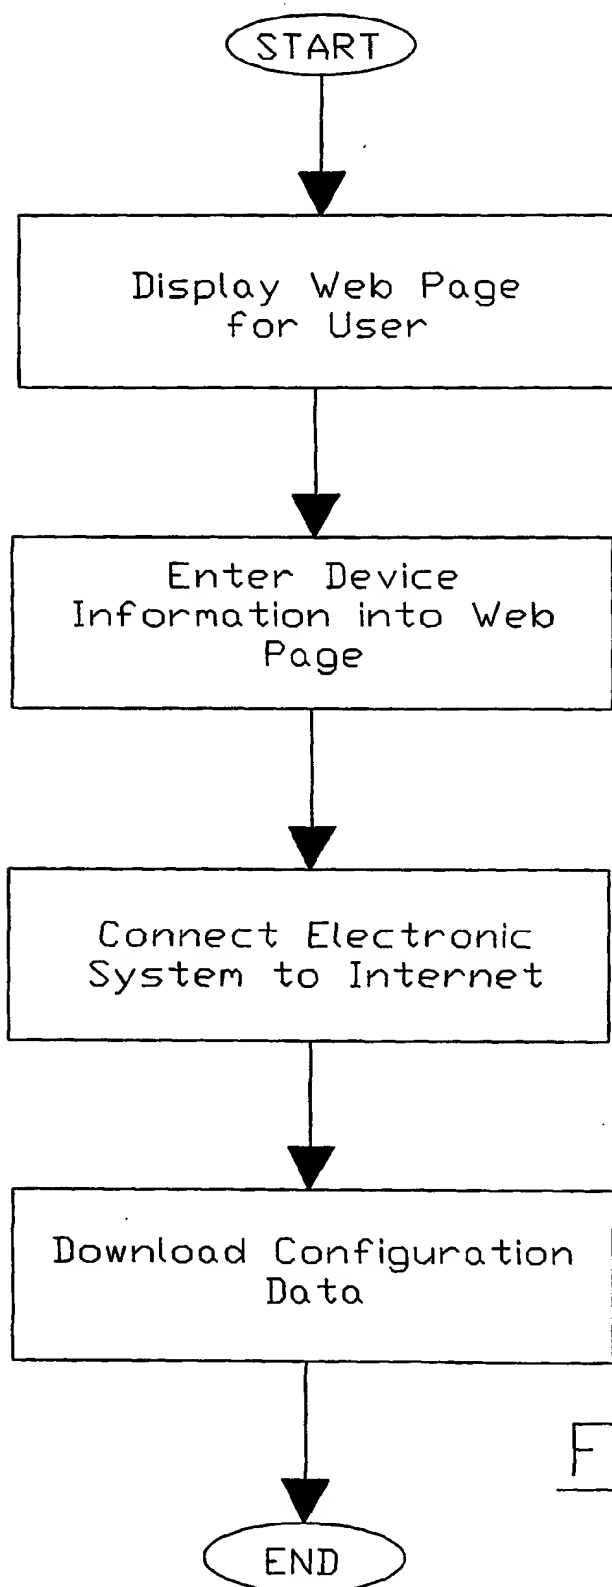 START
Display Web Page
for User
Enter Device
Information into Web
Page
Connect Electronic
System to Internet
Download Configuration
Data
F
END